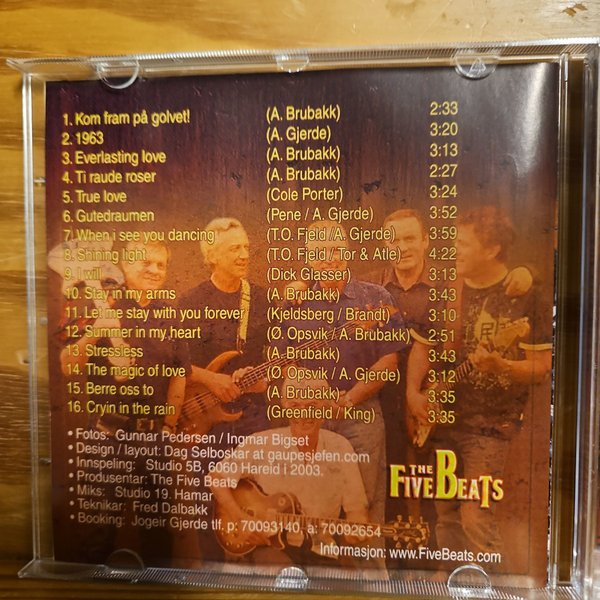 1. Kom fram på golvet! (A. Brubakk) 2:33
2. 1963 (A. Gjerde) 3:20
3. Everlasting love (A. Brubakk) 3:13
4. Ti raude roser (A. Brubakk) 2:27
5. True love (Cole Porter) 3:24
6. Gutedraumen (Pene / A. Gjerde) 3:52
7. When i see you dancing (T.O. Fjeld /A. Gjerde) 3:59
8. Shining light (T.O. Fjeld / Tor & Atle) 4:22
9. I will (Dick Glasser) 3:13
10. Stay in my arms (A. Brubakk) 3:43
11. Let me stay with you forever (Kjeldsberg / Brandt) 3:10
12. Summer in my heart (Ø. Opsvik / A. Brubakk) 2:51
13. Stressless (A. Brubakk) 3:43
14. The magic of love (Ø. Opsvik / A. Gjerde) 3:12
15. Berre oss to (A. Brubakk) 3:35
16. Cryin in the rain (Greenfield / King) 3:35
• Fotos: Gunnar Pedersen / Ingmar Bigset
• Design / layout: Dag Selboskar at gaupesjefen.com
• Innspeling: Studio 5B, 6060 Hareid i 2003.
• Produsentar: The Five Beats
• Miks: Studio 19. Hamar
• Teknikar: Fred Dalbakk
• Booking: Jogeir Gjerde tlf. p: 70093140, a: 70092654
THE
FIVE BEATS
Informasjon: www.FiveBeats.com